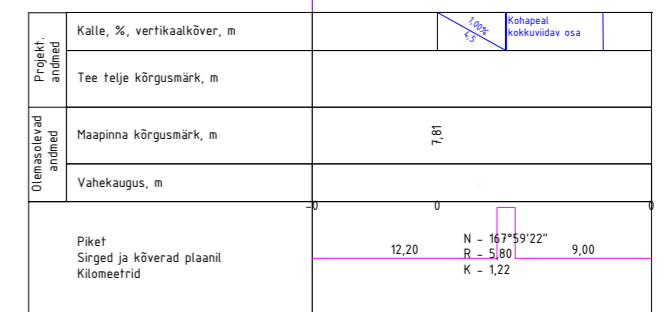 Projekt.
andmed
Kalle, %, vertikaalkõver, m
1,00%
4,5
Kohapeal
kokkuviidav osa
Tee telje kõrgusmärk, m
Olemasolevad
andmed
Maapinna kõrgusmärk, m
7,81
Vahekaugus, m
-0
0
0
Piket
Sirged ja kõverad plaanil
Kilomeetrid
12,20
N - 167°59'22"
R - 5,80
K - 1,22
9,00